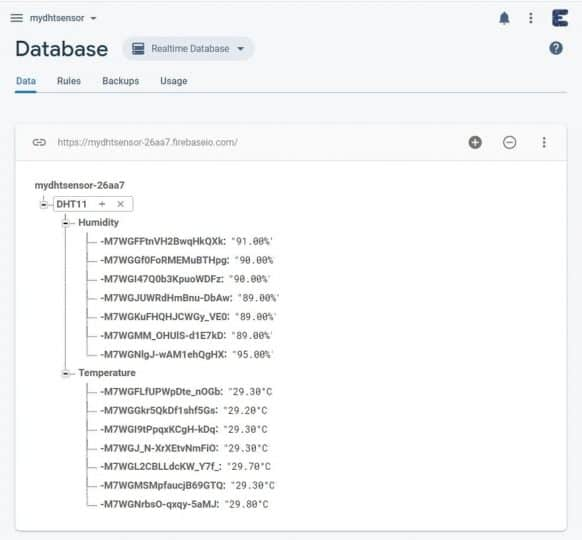 mydhtsensor
Database
Realtime Database
?
Data Rules Backups Usage
https://mydhtsensor-26aa7.firebaseio.com/
mydhtsensor-26aa7
DHT11 + ×
Humidity
-M7WGFFtnVH2BwqHkQXk: "91.00%'
-M7WGGf0FoRMEMuBTHpg: "90.00%
-M7WGI47Q0b3KpuoWDFz: "90.00%'
-M7WGJUWRdHmBnu-DbAw: "89.00%'
-M7WGKuFHQHJCWGy_VE0: "89.00%'
-M7WGMM_OHUlS-d1E7kD: "89.00%'
-M7WGNlgJ-wAM1ehQgHX: "95.00%'
Temperature
-M7WGFLfUPWpDte_nOGb: "29.30°C
-M7WGGkr5QkDf1shf5Gs: "29.20°C
-M7WGI9tPpqxKCgH-kDq: "29.30°C
-M7WGJ_N-XrXEtvNmFiO: "29.30°C
-M7WGL2CBLLdcKW_Y7f_: "29.70°C
-M7WGMSMpfaucjB69GTQ: "29.30°C
-M7WGNrbsO-qxqy-5aMJ: "29.80°C